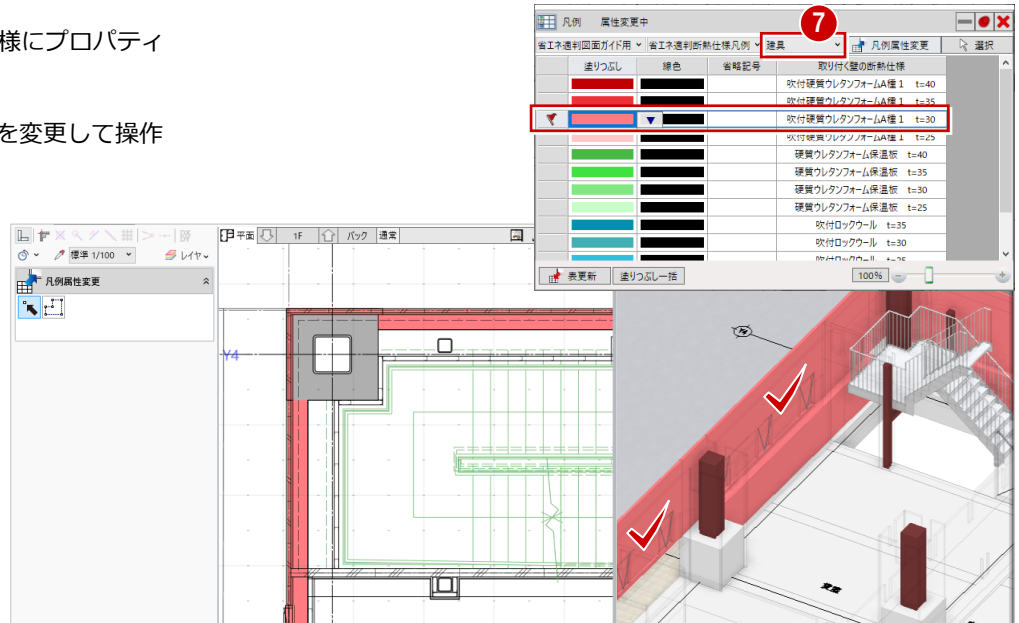 様にプロパティ
を変更して操作
7
凡例 属性変更中
省エネ適判図面ガイド用 省エネ適判断熱仕様凡例 建具 凡例属性変更 選択
塗りつぶし 線色 省略記号 取り付く壁の断熱仕様
吹付硬質ウレタンフォームA種１ t=40
吹付硬質ウレタンフォームA種１ t=35
吹付硬質ウレタンフォームA種１ t=30
吹付硬質ウレタンフォームA種１ t=25
硬質ウレタンフォーム保温板 t=40
硬質ウレタンフォーム保温板 t=35
硬質ウレタンフォーム保温板 t=30
硬質ウレタンフォーム保温板 t=25
吹付ロックウール t=35
吹付ロックウール t=30
吹付ロックウール t=25
表更新 塗りつぶし一括 100%
平面 1F バック 通常
標準 1/100 レイヤ
凡例属性変更
Y4